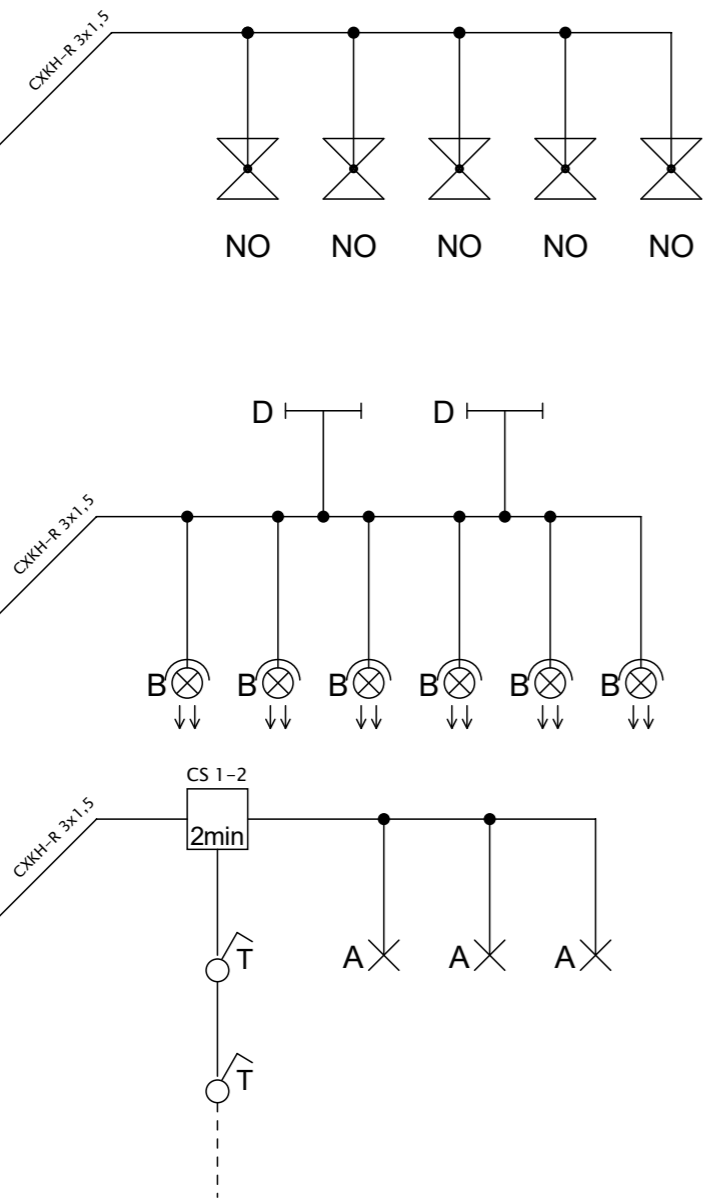 CXKH-R 3x1,5
NO NO NO NO NO
D D
CXKH-R 3x1,5
B B B B B B
CS 1-2
CXKH-R 3x1,5
2min
T A A A
T